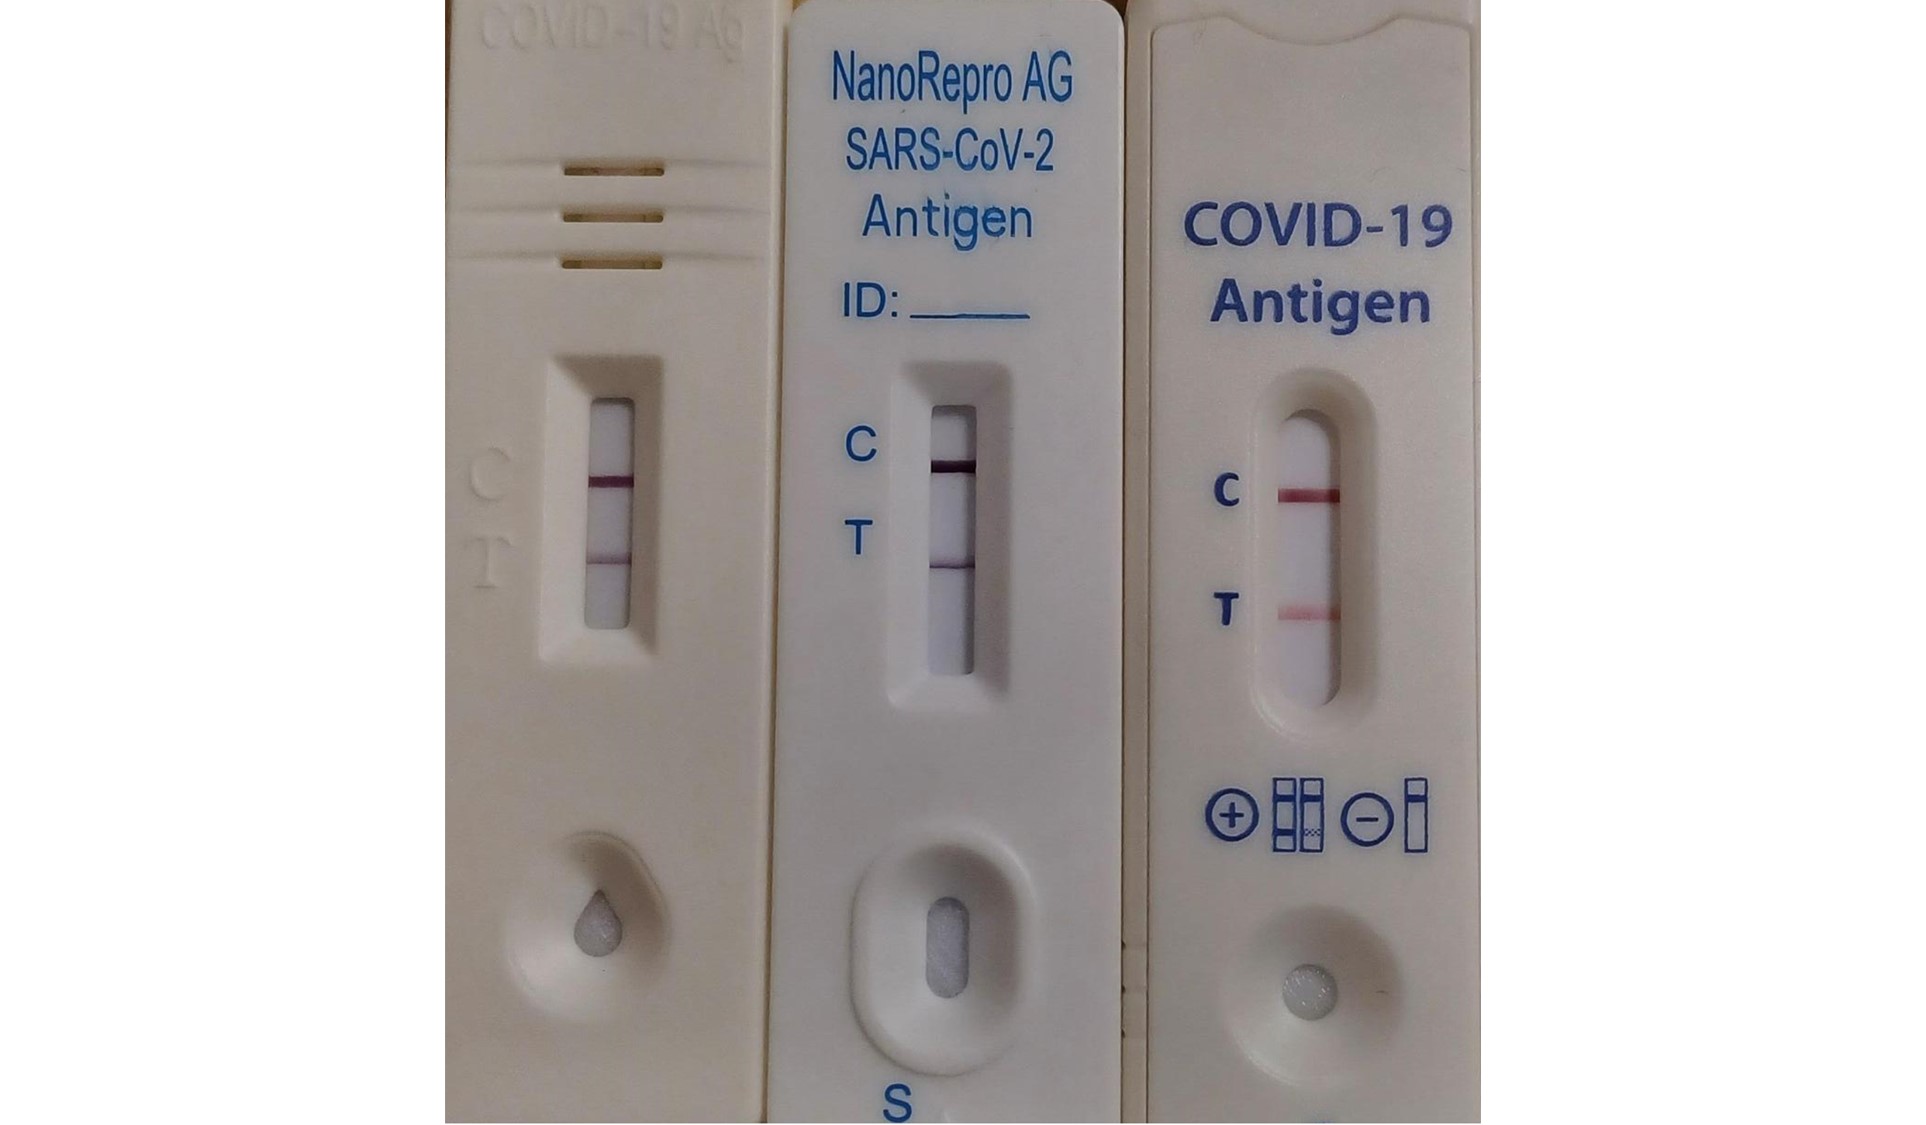 COVID-19 Ag
C
T
NanoRepro AG
SARS-CoV-2
Antigen
ID:
C
T
S
COVID-19
Antigen
C
T